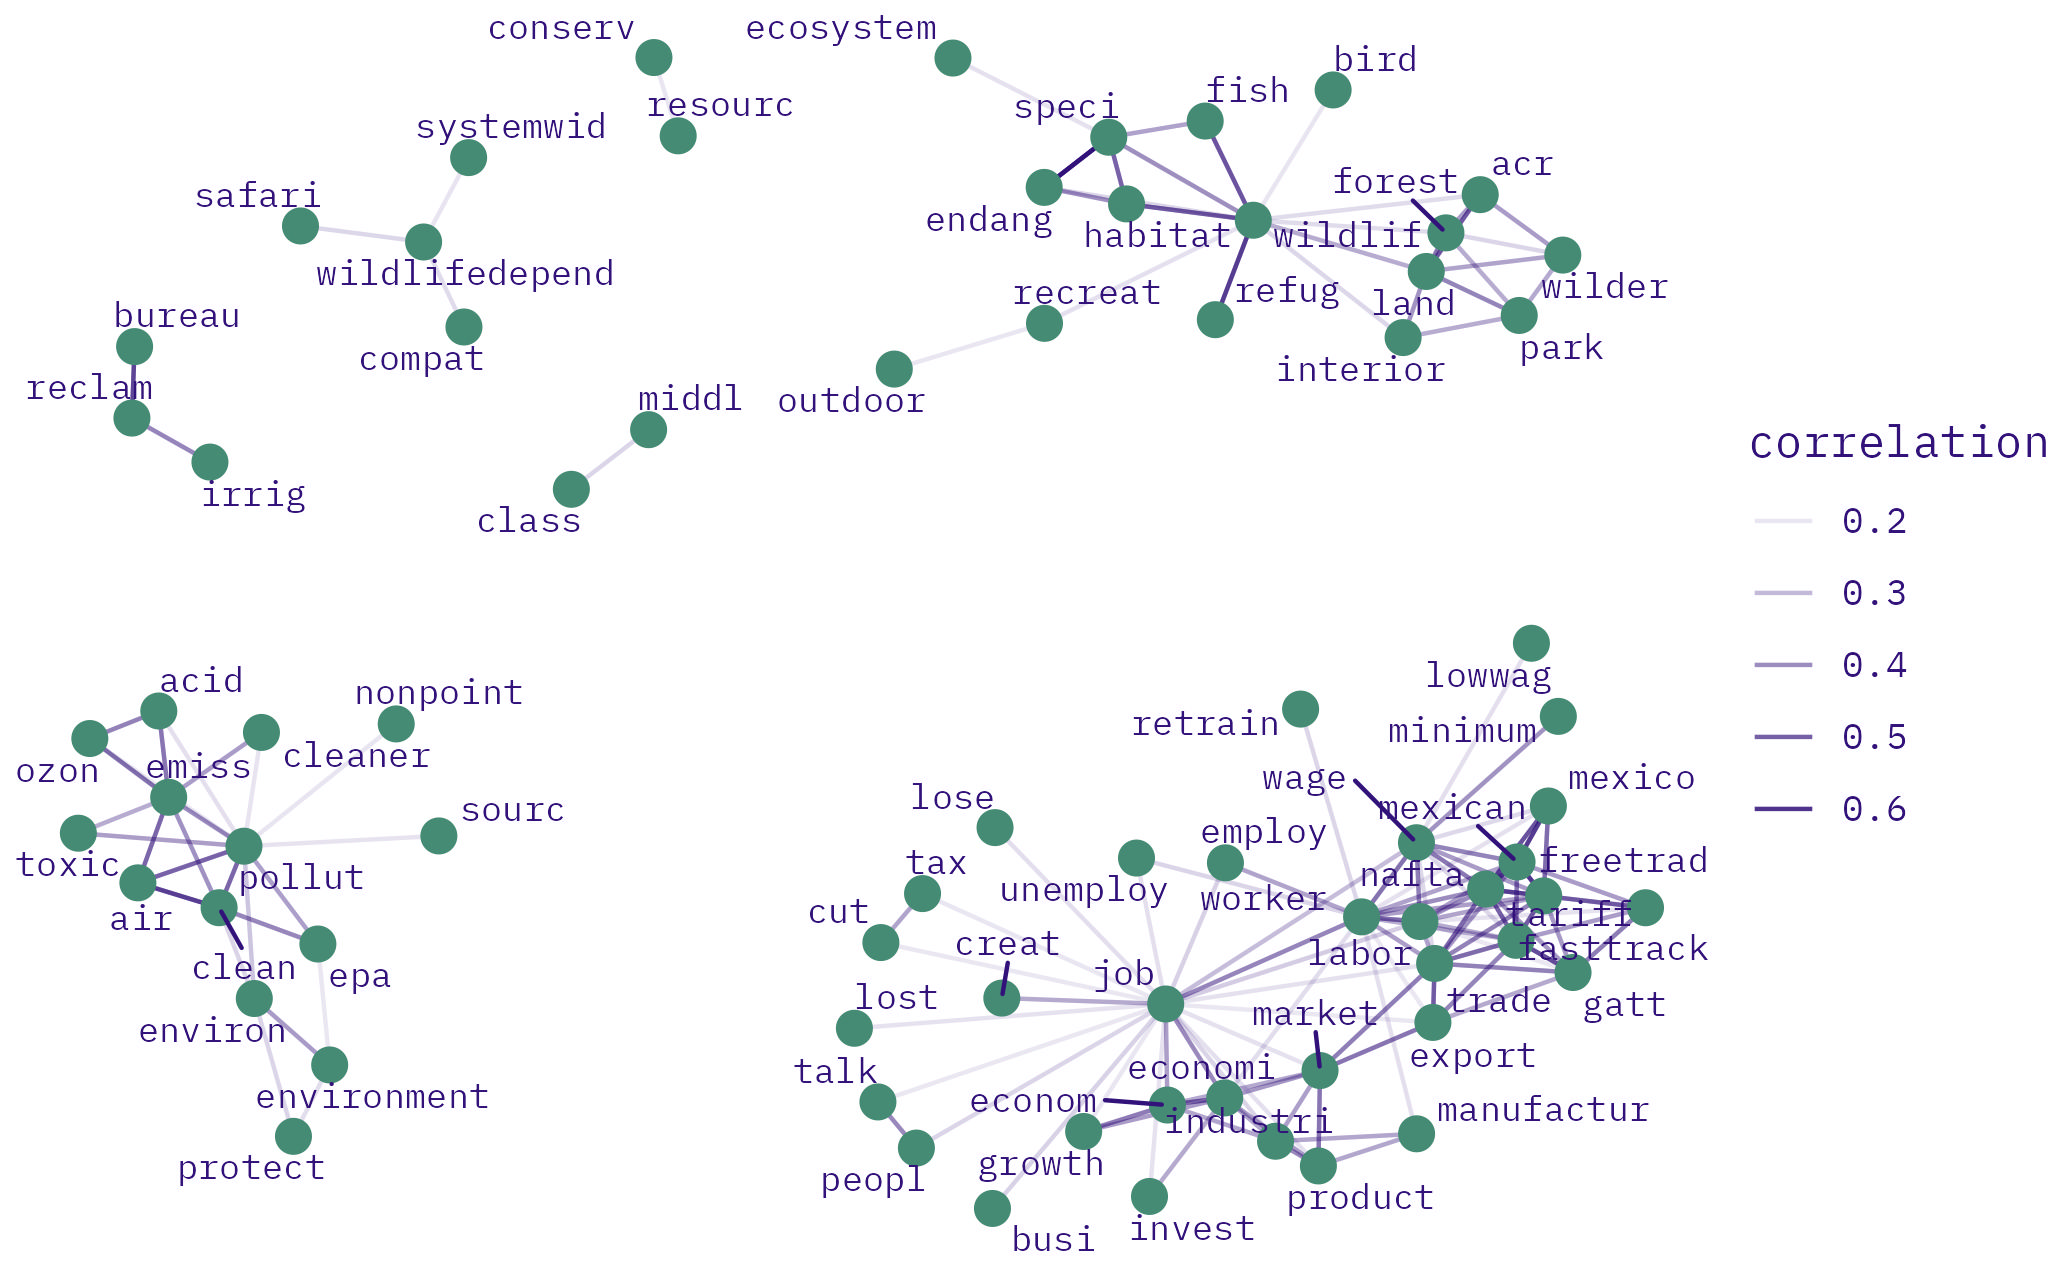 conserv
ecosystem
bird
fish
resourc
speci
systemwid
acr
forest
safari
endang
habitat
wildlif
wildlifedepend
recreat
refug
land
wilder
bureau
compat
park
interior
reclam
middl
outdoor
irrig
class
correlation
0.2
0.3
0.4
0.5
0.6
acid
nonpoint
cleaner
ozon
emiss
sourc
toxic
pollut
air
clean
epa
environ
environment
protect
lowwag
retrain
minimum
wage
mexico
mexican
lose
employ
tax
freetrad
nafta
unemploy
worker
cut
tariff
creat
labor
fasttrack
job
lost
trade
gatt
market
export
talk
economi
econom
manufactur
industri
growth
peopl
product
invest
busi